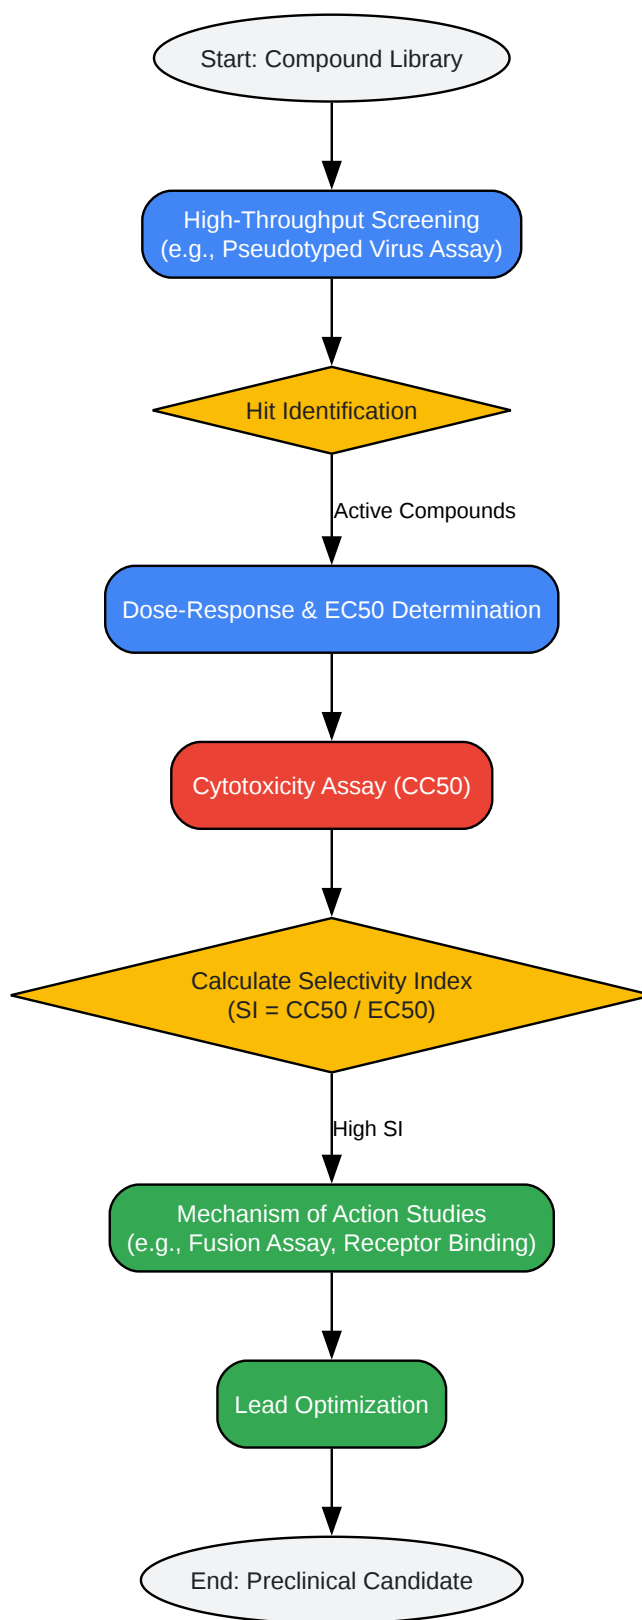 Start: Compound Library
High-Throughput Screening
(e.g., Pseudotyped Virus Assay)
Hit Identification
Active Compounds
Dose-Response & EC50 Determination
Cytotoxicity Assay (CC50)
Calculate Selectivity Index
(SI = CC50 / EC50)
High SI
Mechanism of Action Studies
(e.g., Fusion Assay, Receptor Binding)
Lead Optimization
End: Preclinical Candidate